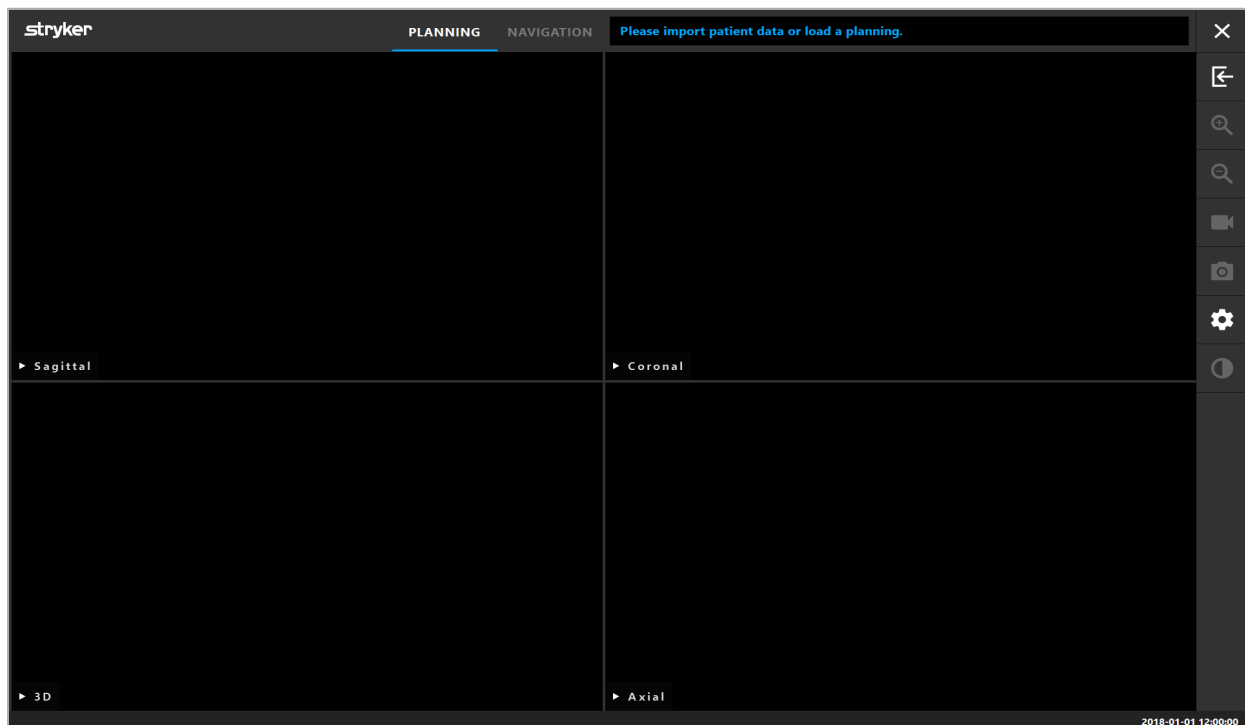 stryker
PLANNING NAVIGATION
Please import patient data or load a planning.
Sagittal
Coronal
3D
Axial
2018-01-01 12:00:00